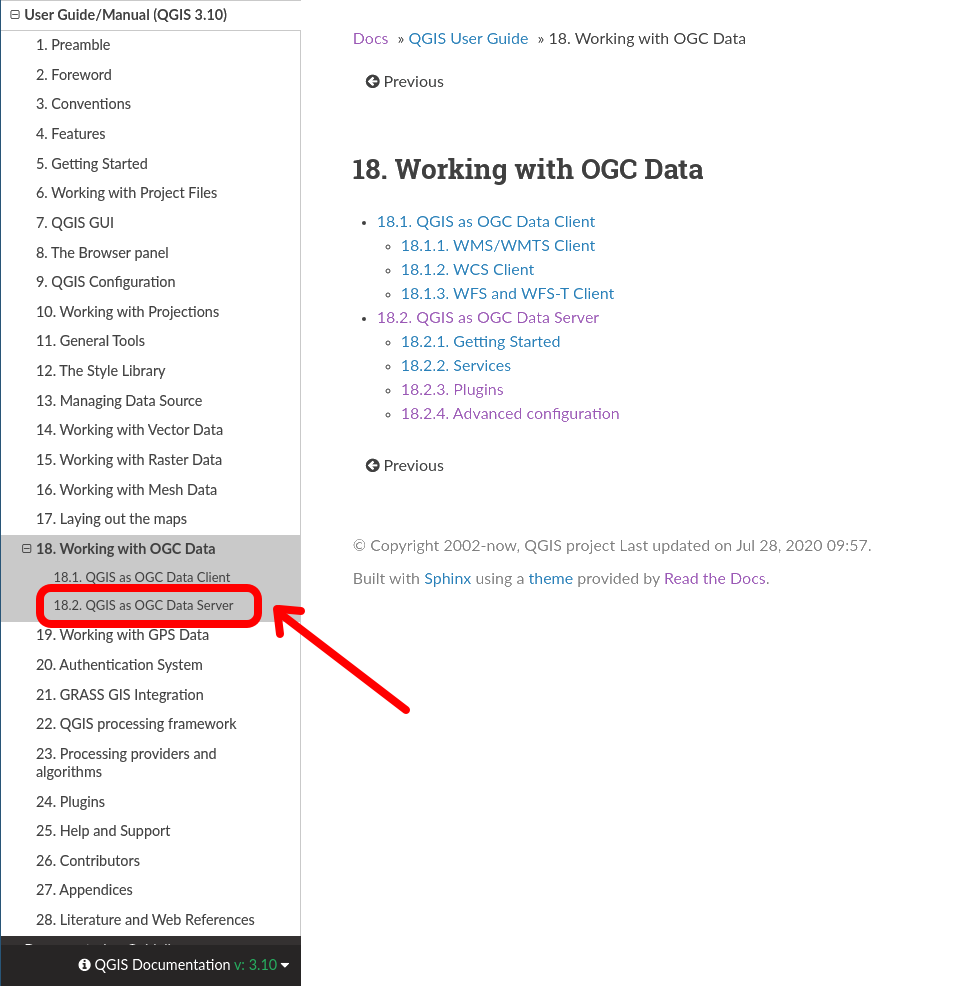 User Guide/Manual (QGIS 3.10)
1. Preamble
2. Foreword
3. Conventions
4. Features
5. Getting Started
6. Working with Project Files
7. QGIS GUI
8. The Browser panel
9. QGIS Configuration
10. Working with Projections
11. General Tools
12. The Style Library
13. Managing Data Source
14. Working with Vector Data
15. Working with Raster Data
16. Working with Mesh Data
17. Laying out the maps
18. Working with OGC Data
18.1. QGIS as OGC Data Client
18.2. QGIS as OGC Data Server
19. Working with GPS Data
20. Authentication System
21. GRASS GIS Integration
22. QGIS processing framework
23. Processing providers and
algorithms
24. Plugins
25. Help and Support
26. Contributors
27. Appendices
28. Literature and Web References
QGIS Documentation v: 3.10
Docs » QGIS User Guide » 18. Working with OGC Data
Previous
18. Working with OGC Data
• 18.1. QGIS as OGC Data Client
◦ 18.1.1. WMS/WMTS Client
◦ 18.1.2. WCS Client
◦ 18.1.3. WFS and WFS-T Client
• 18.2. QGIS as OGC Data Server
◦ 18.2.1. Getting Started
◦ 18.2.2. Services
◦ 18.2.3. Plugins
◦ 18.2.4. Advanced configuration
Previous
© Copyright 2002-now, QGIS project Last updated on Jul 28, 2020 09:57.
Built with Sphinx using a theme provided by Read the Docs.